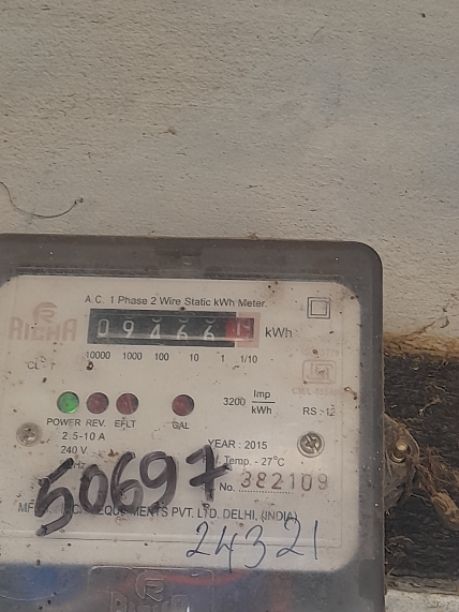 A.C. 1 Phase 2 Wire Static kWh Meter.
RICHA
09466 kWh
10000 1000 100 10 1 1/10
3200 Imp/kWh
RS:12
POWER REV. EFLT CAL
2.5-10 A
240 V
YEAR : 2015
Temp. - 27°C
50697
No. 382109
PVT. LTD. DELHI. (INDIA)
24321
RICHA